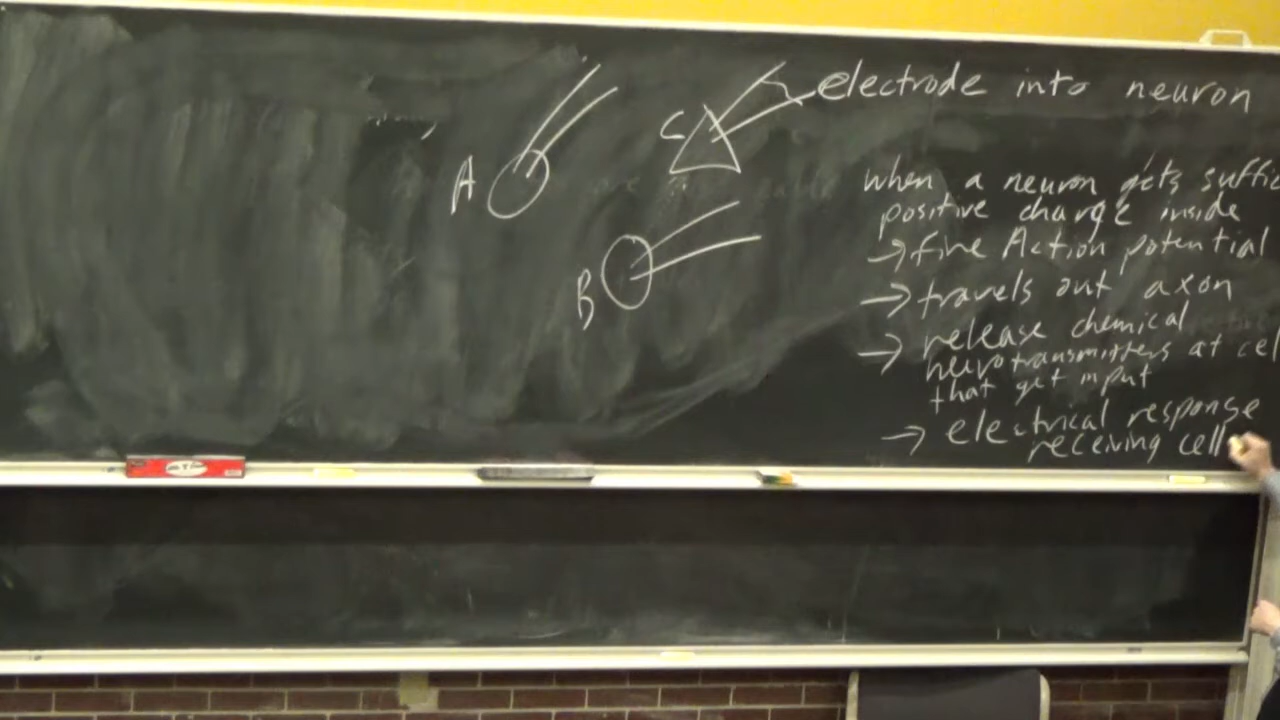 electrode into neuron
A
C
B
when a neuron gets suffic
positive charge inside
→ fire Action potential
→ travels out axon
→ release chemical
neurotransmitters at cel
that get input
→ electrical response
receiving cell